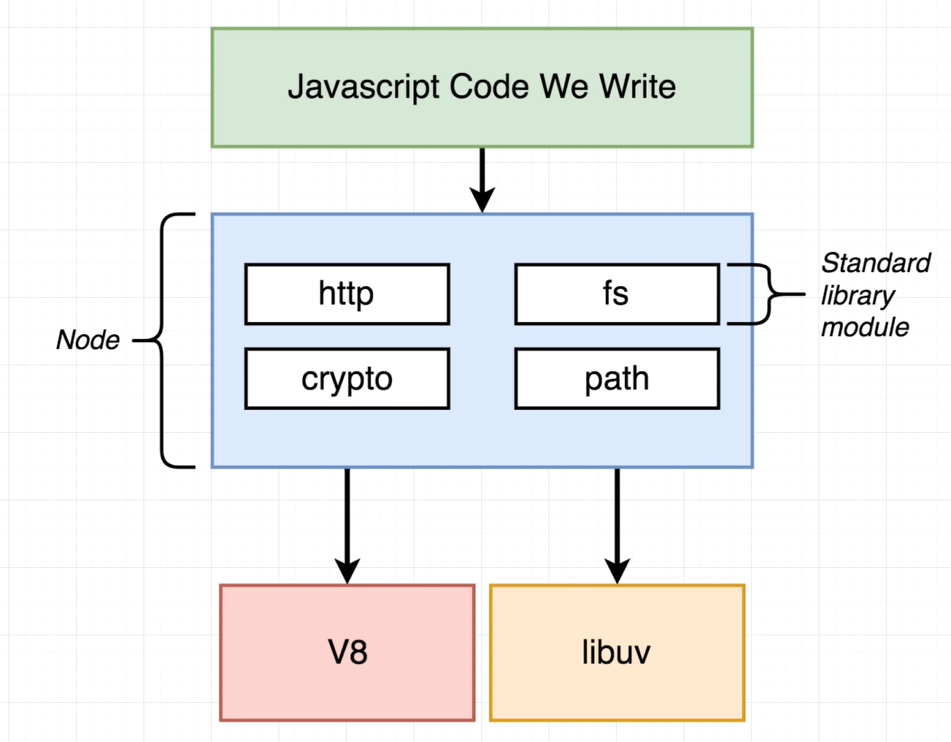 Javascript Code We Write
http
fs
Standard
library
module
Node
crypto
path
V8
libuv